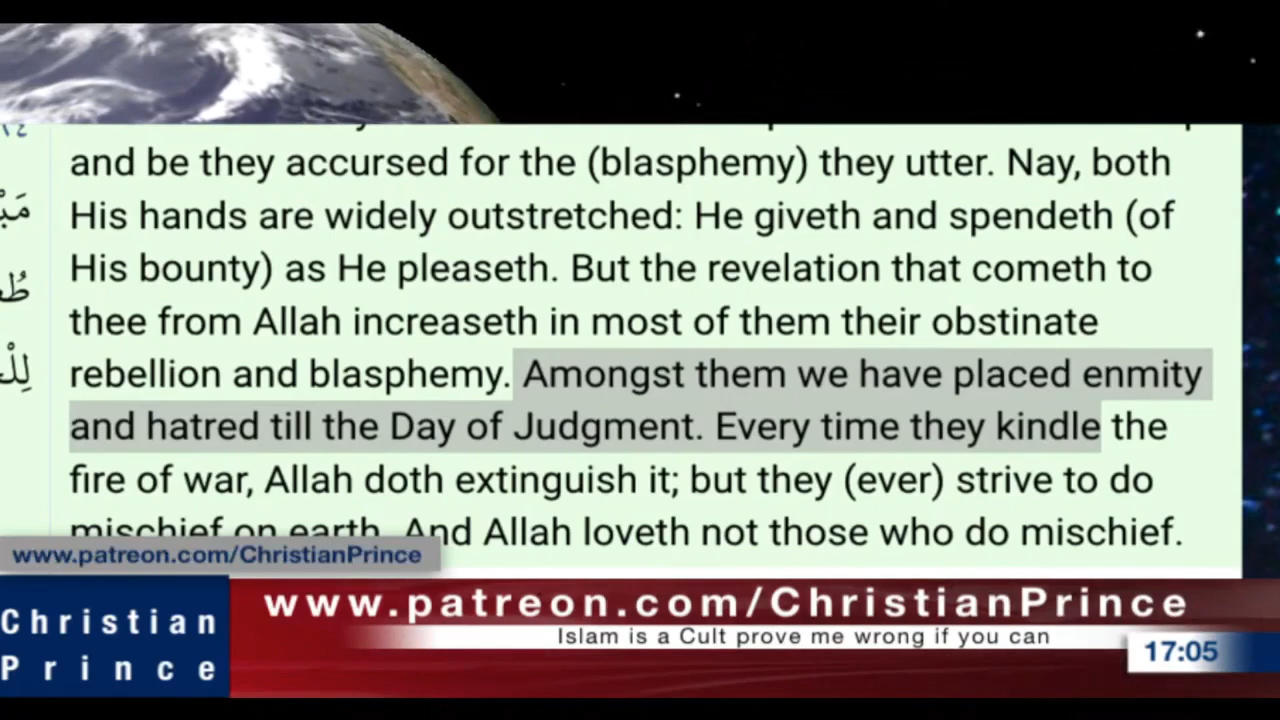 and be they accursed for the (blasphemy) they utter. Nay, both
His hands are widely outstretched: He giveth and spendeth (of
His bounty) as He pleaseth. But the revelation that cometh to
thee from Allah increaseth in most of them their obstinate
rebellion and blasphemy. Amongst them we have placed enmity
and hatred till the Day of Judgment. Every time they kindle the
fire of war, Allah doth extinguish it; but they (ever) strive to do
mischief on earth. And Allah loveth not those who do mischief.
www.patreon.com/ChristianPrince
Christian
Prince
www.patreon.com/ChristianPrince
Islam is a Cult prove me wrong if you can
17:05